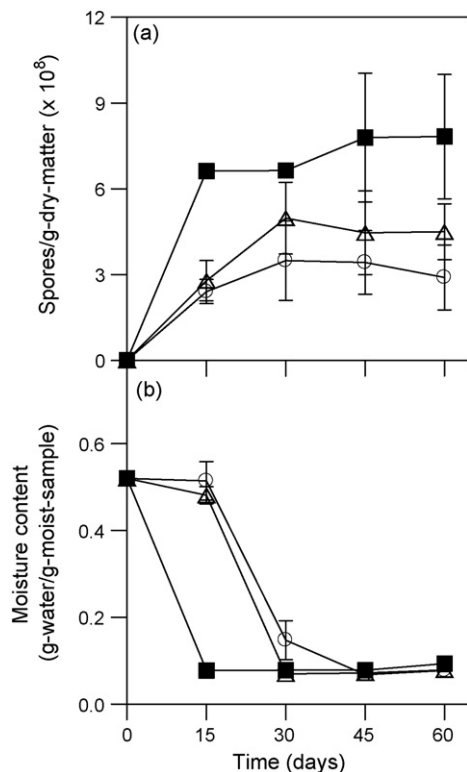 12
(a)
9
6
3
0
Spores/g-dry-matter (x 10⁸)
(b)
0.6
0.4
0.2
0.0
Moisture content
(g-water/g-moist-sample)
0 15 30 45 60
Time (days)